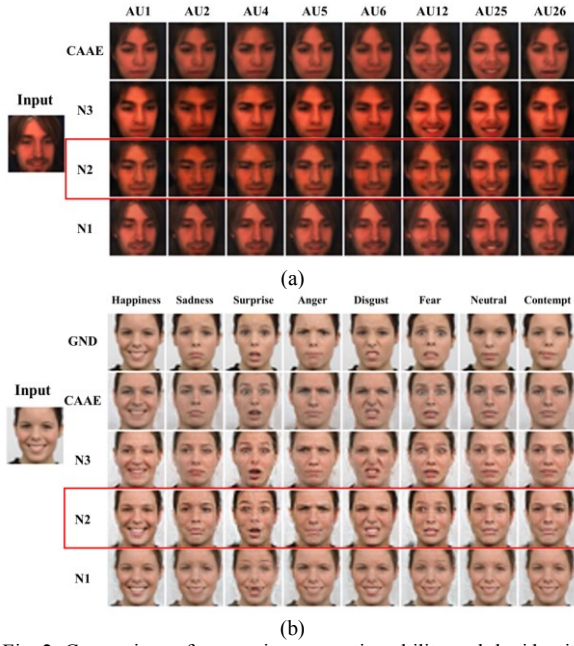 AU1 AU2 AU4 AU5 AU6 AU12 AU25 AU26
CAAE
Input
N3
N2
N1
(a)
Happiness Sadness Surprise Anger Disgust Fear Neutral Contempt
GND
Input
CAAE
N3
N2
N1
(b)